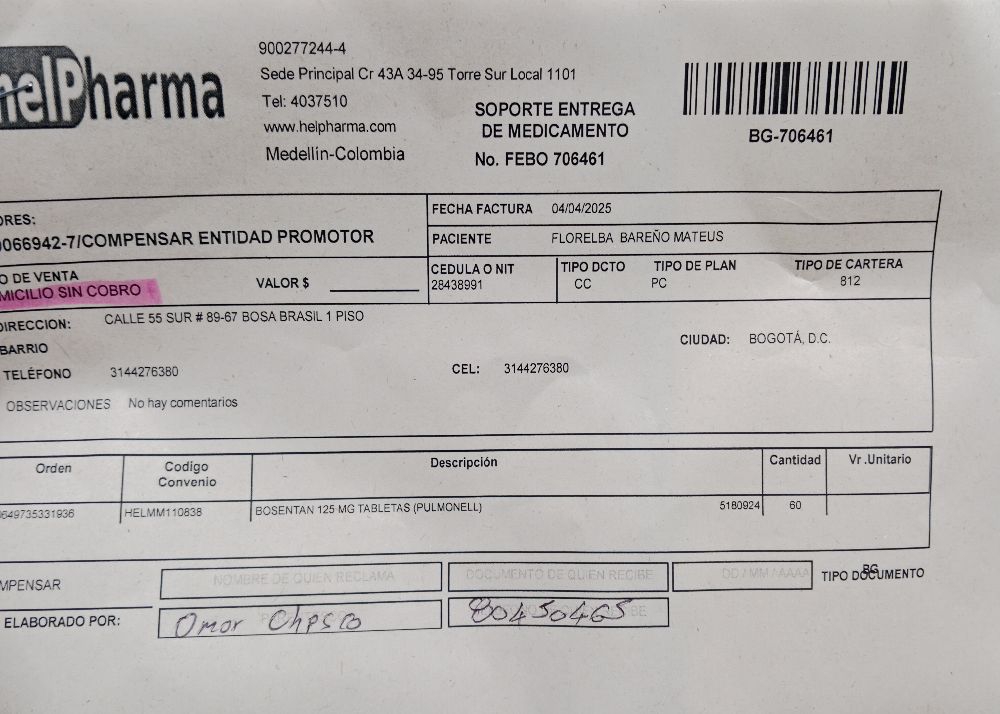 helPharma
900277244-4
Sede Principal Cr 43A 34-95 Torre Sur Local 1101
Tel: 4037510
www.helpharma.com
Medellín-Colombia
SOPORTE ENTREGA
DE MEDICAMENTO
No. FEBO 706461
BG-706461
ORES:
0066942-7/COMPENSAR ENTIDAD PROMOTOR
FECHA FACTURA 04/04/2025
PACIENTE FLORELBA BAREÑO MATEUS
O DE VENTA
MICILIO SIN COBRO
VALOR $
CEDULA O NIT TIPO DCTO TIPO DE PLAN TIPO DE CARTERA
28438991 CC PC 812
DIRECCION: CALLE 55 SUR # 89-67 BOSA BRASIL 1 PISO
BARRIO
CIUDAD: BOGOTÁ, D.C.
TELÉFONO 3144276380 CEL: 3144276380
OBSERVACIONES No hay comentarios
Orden Codigo Convenio Descripción Cantidad Vr .Unitario
649735331936 HELMM110838 BOSENTAN 125 MG TABLETAS (PULMONELL) 5180924 60
MPENSAR NOMBRE DE QUIEN RECLAMA DOCUMENTO DE QUIEN RECIBE DD / MM / AAAA TIPO DOCUMENTO BG
ELABORADO POR: Omar 80450465